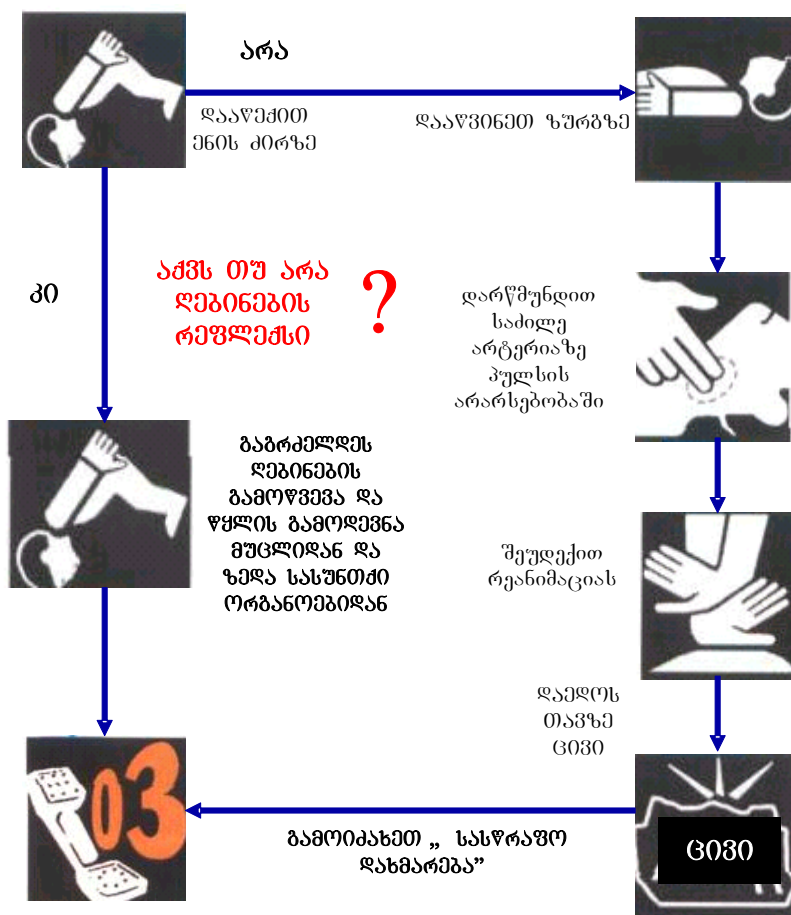 არა
დააწექით
ენის ძირზე
დააწვინეთ ზურგზე
კი
აქვს თუ არა
ღებინების
რეფლექსი
?
დარწმუნდით
საძილე
არტერიაზე
პულსის
არარსებობაში
გაგრძელდეს
ღებინების
გამოწვევა და
წყლის გამოდევნა
მუცლიდან და
ზედა სასუნთქი
ორგანოებიდან
შეუდექით
რეანიმაციას
დაედოს
თავზე
ცივი
03
ცივი
გამოიძახეთ „ სასწრაფო
დახმარება”